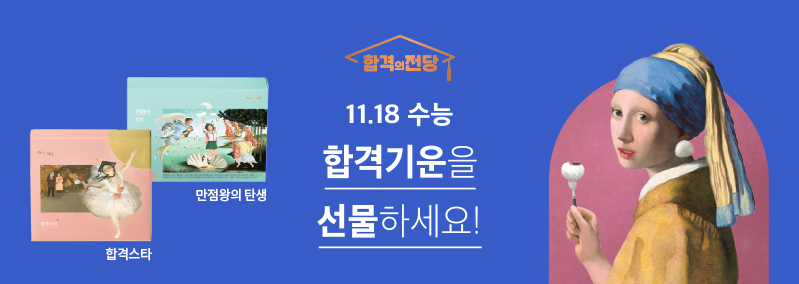 합격의전당
11.18 수능
합격기운을
선물하세요!
만점왕의 탄생
합격스타